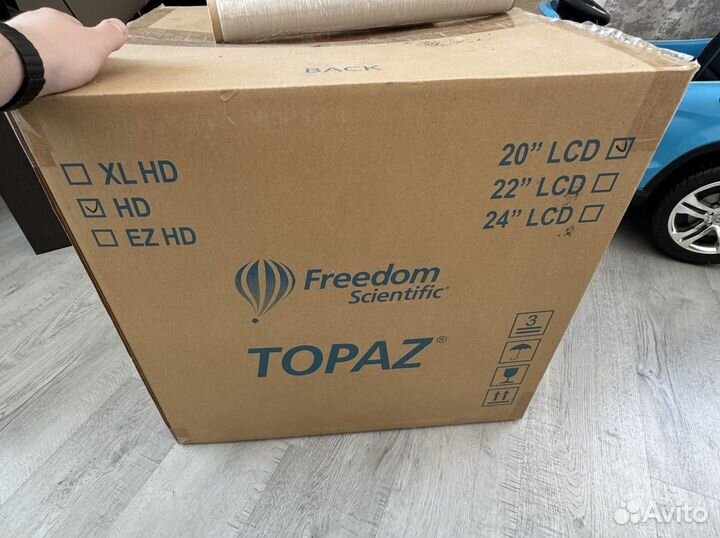 BACK
XL HD
HD
EZ HD
20” LCD
22” LCD
24” LCD
Freedom
Scientific®
TOPAZ®
3
Avito